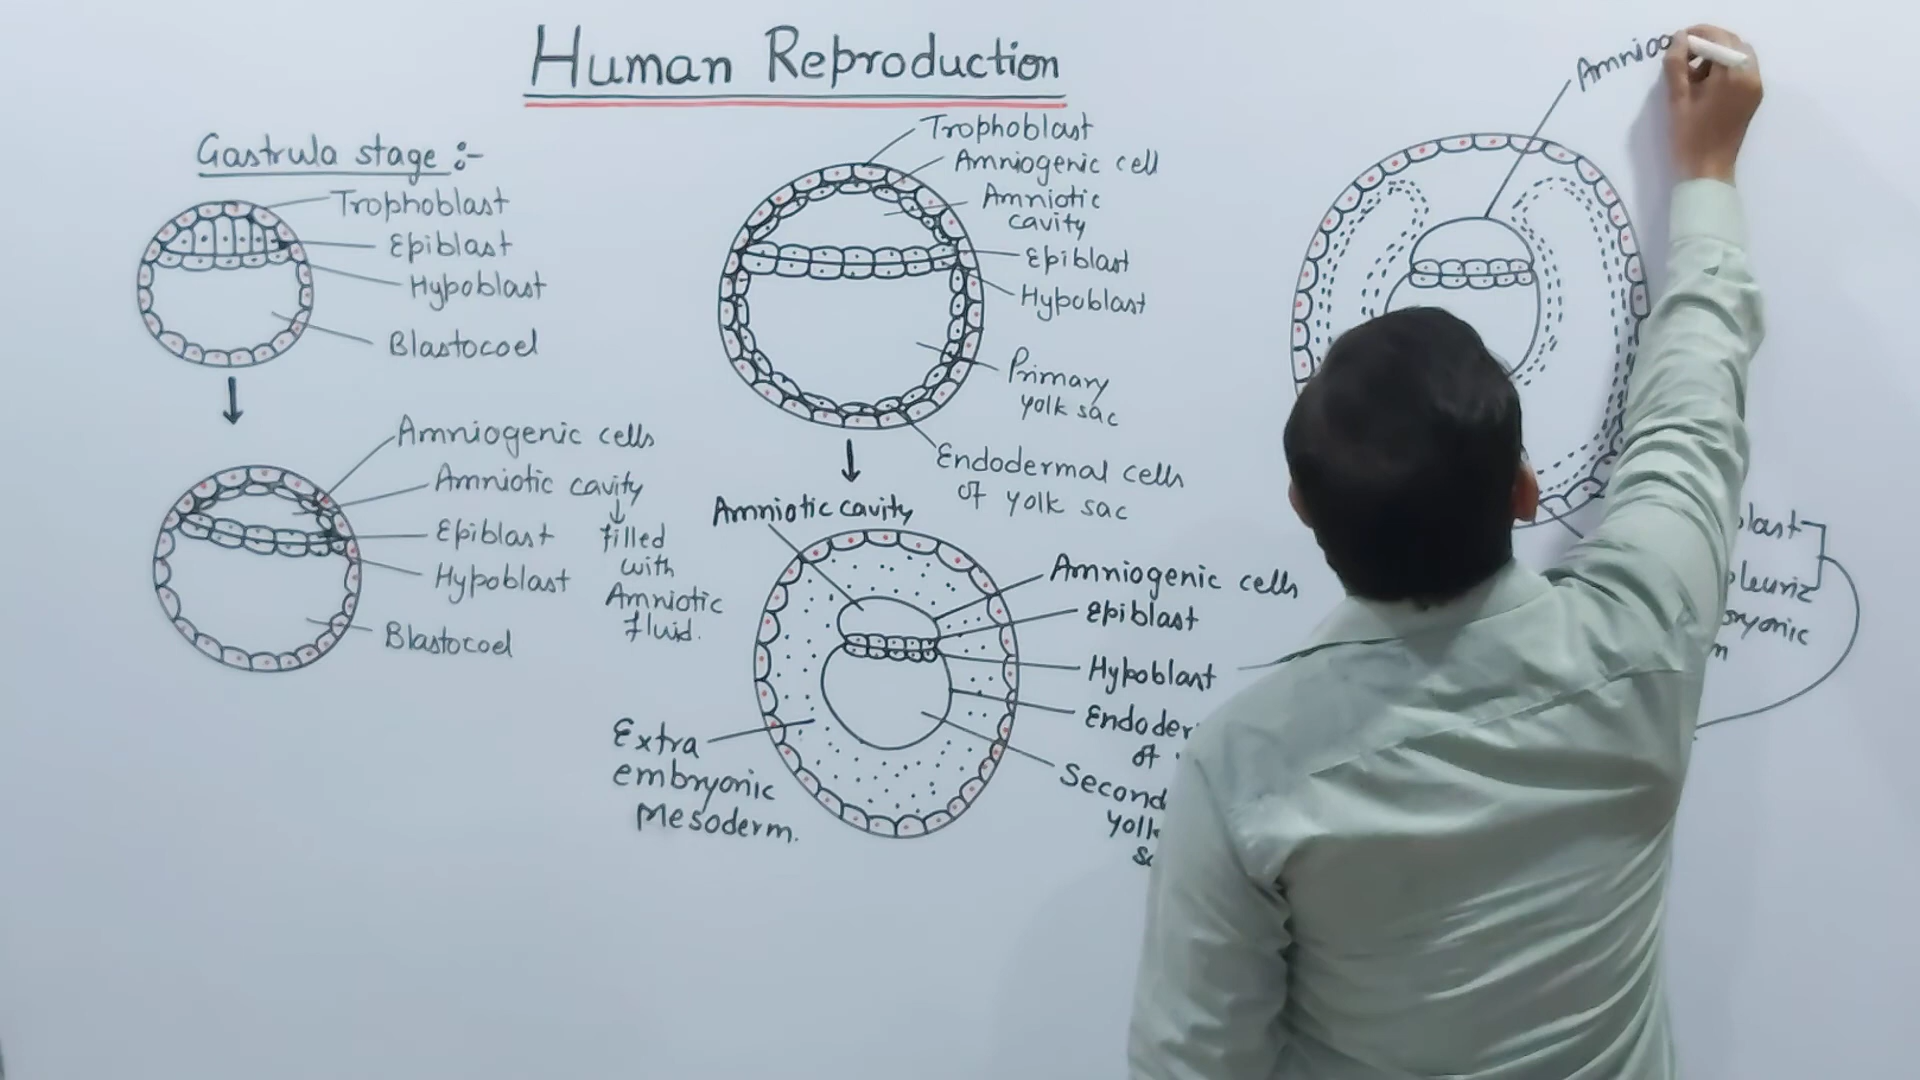 Human Reproduction
Gastrula stage :-
Trophoblast
Epiblast
Hypoblast
Blastocoel
Amniogenic cells
Amniotic cavity
filled
with
Amniotic
fluid.
Epiblast
Hypoblast
Blastocoel
Trophoblast
Amniogenic cell
Amniotic
cavity
Epiblast
Hypoblast
Primary
yolk sac
Endodermal cells
of yolk sac
Amniotic cavity
Amniogenic cells
Epiblast
Hypoblast
of
Extra
embryonic
Mesoderm.